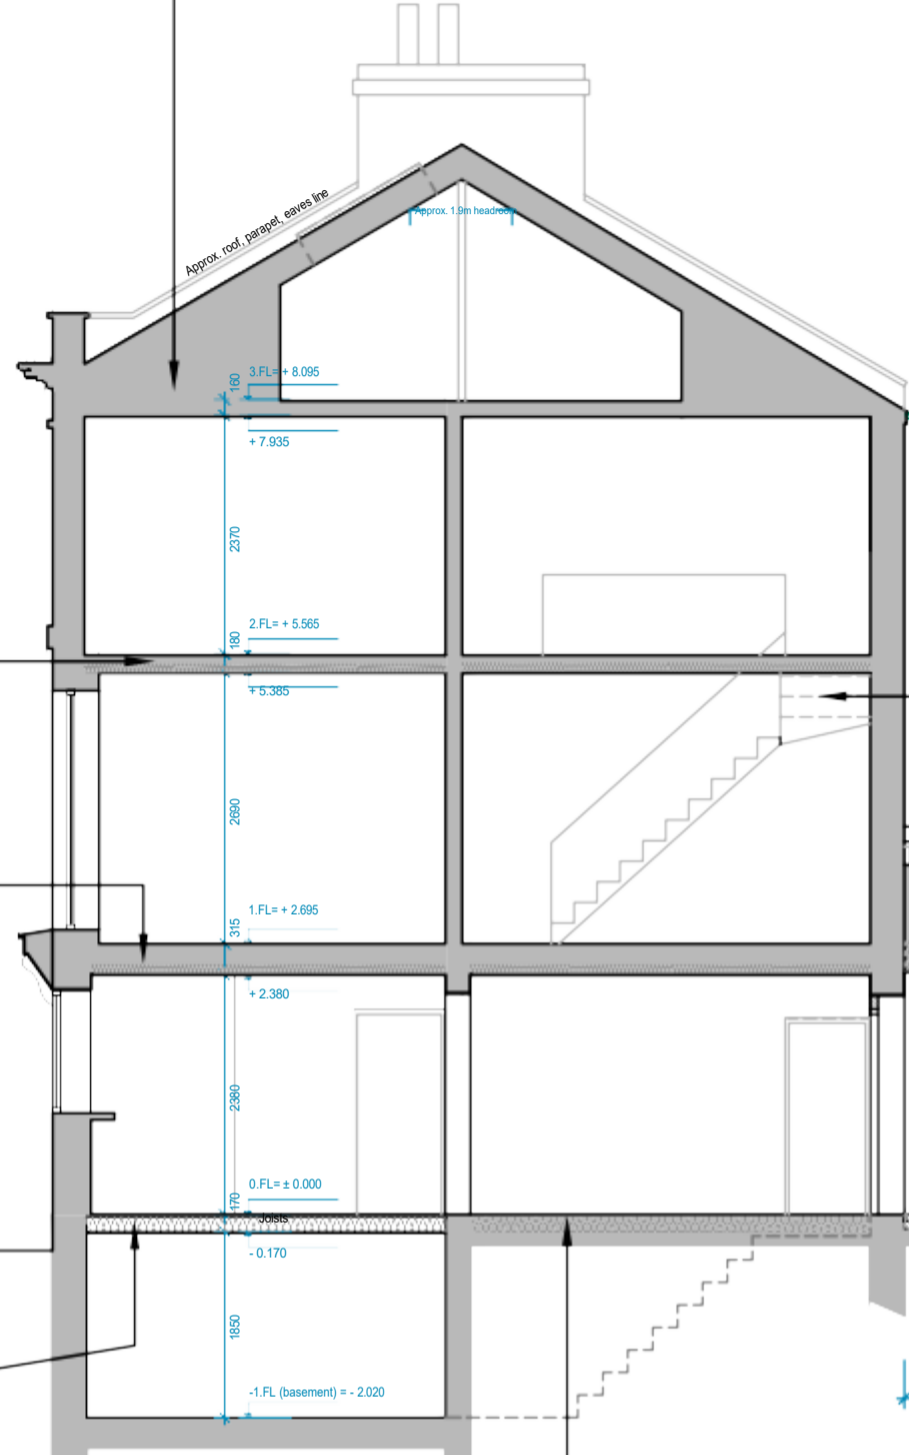 Approx. roof, parapet, eaves line
Approx. 1.9m headroom
3.FL= + 8.095
160
+ 7.935
2370
2.FL= + 5.565
180
+ 5.385
2690
1.FL= + 2.695
315
+ 2.380
2380
0.FL= ± 0.000
170
Joists
- 0.170
1850
-1.FL (basement) = - 2.020